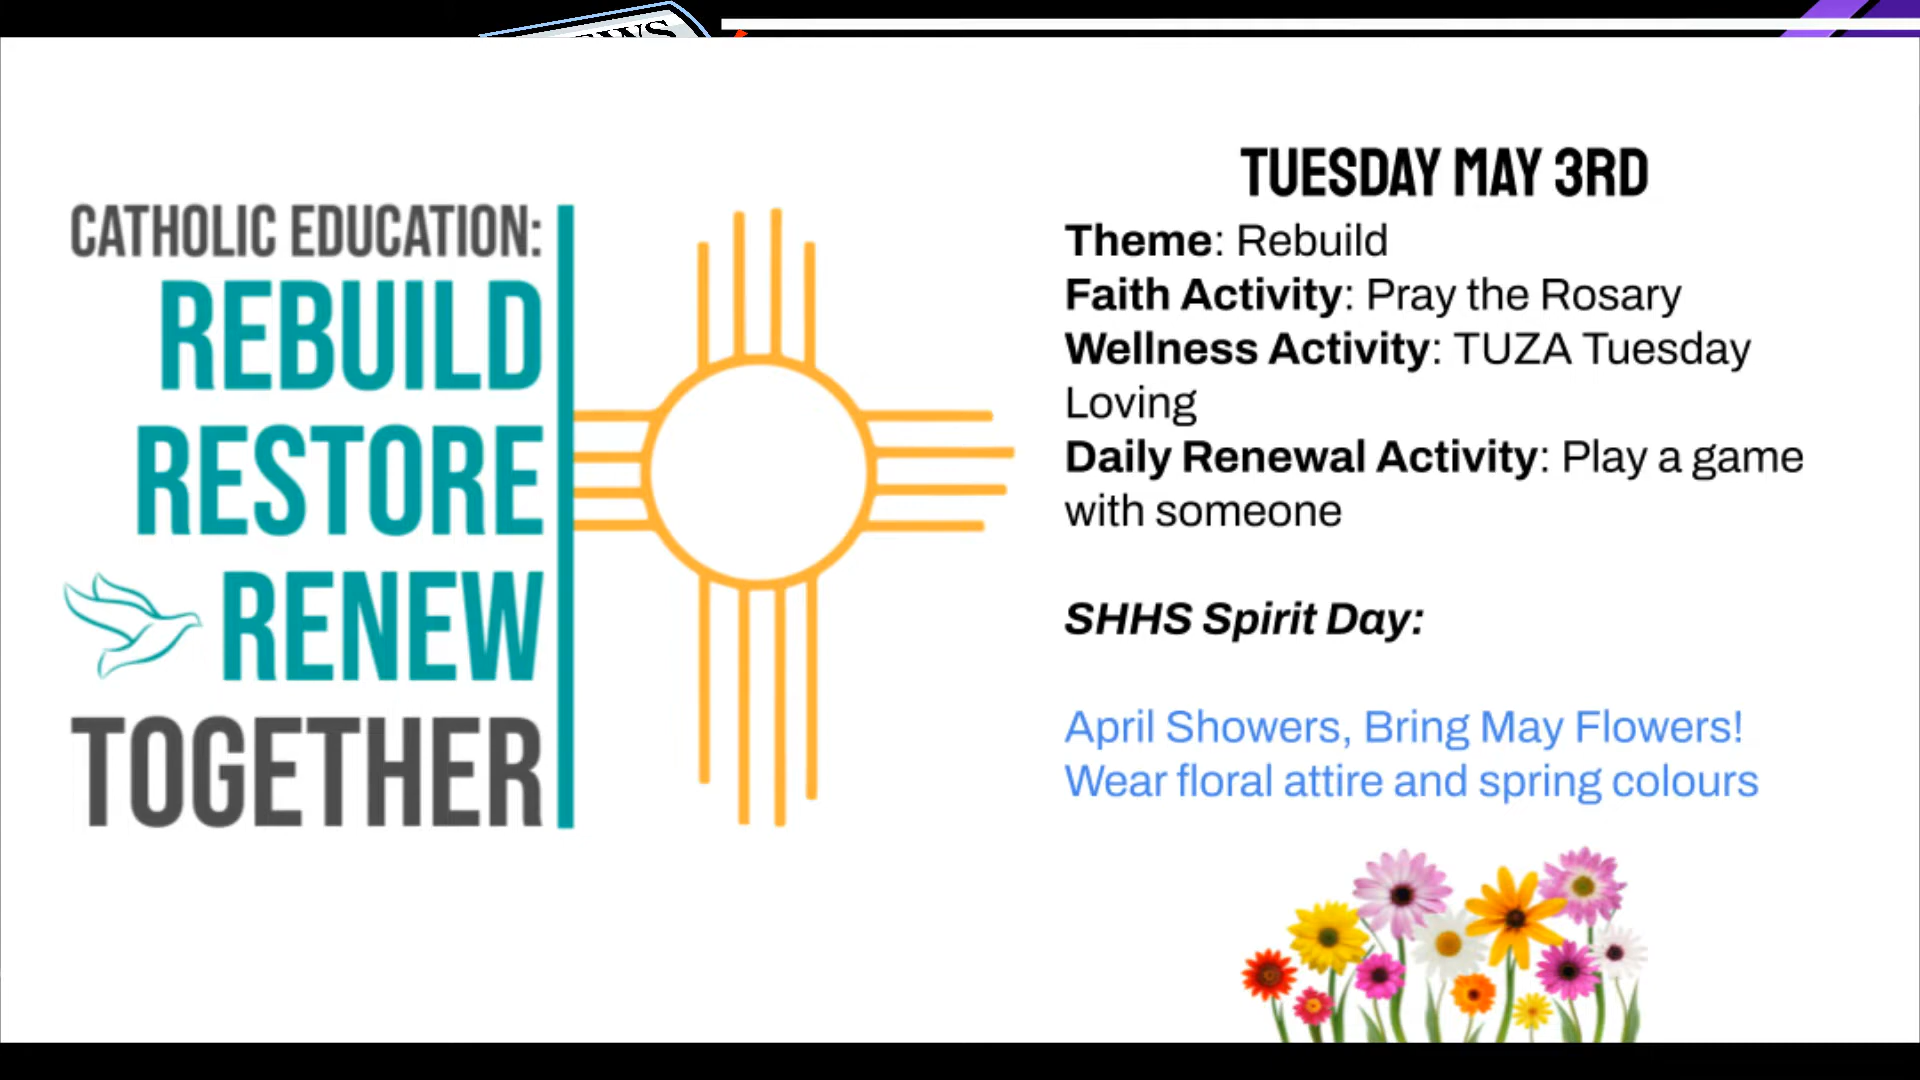 CATHOLIC EDUCATION:
REBUILD
RESTORE
RENEW
TOGETHER
TUESDAY MAY 3RD
Theme: Rebuild
Faith Activity: Pray the Rosary
Wellness Activity: TUZA Tuesday
Loving
Daily Renewal Activity: Play a game
with someone
SHHS Spirit Day:
April Showers, Bring May Flowers!
Wear floral attire and spring colours